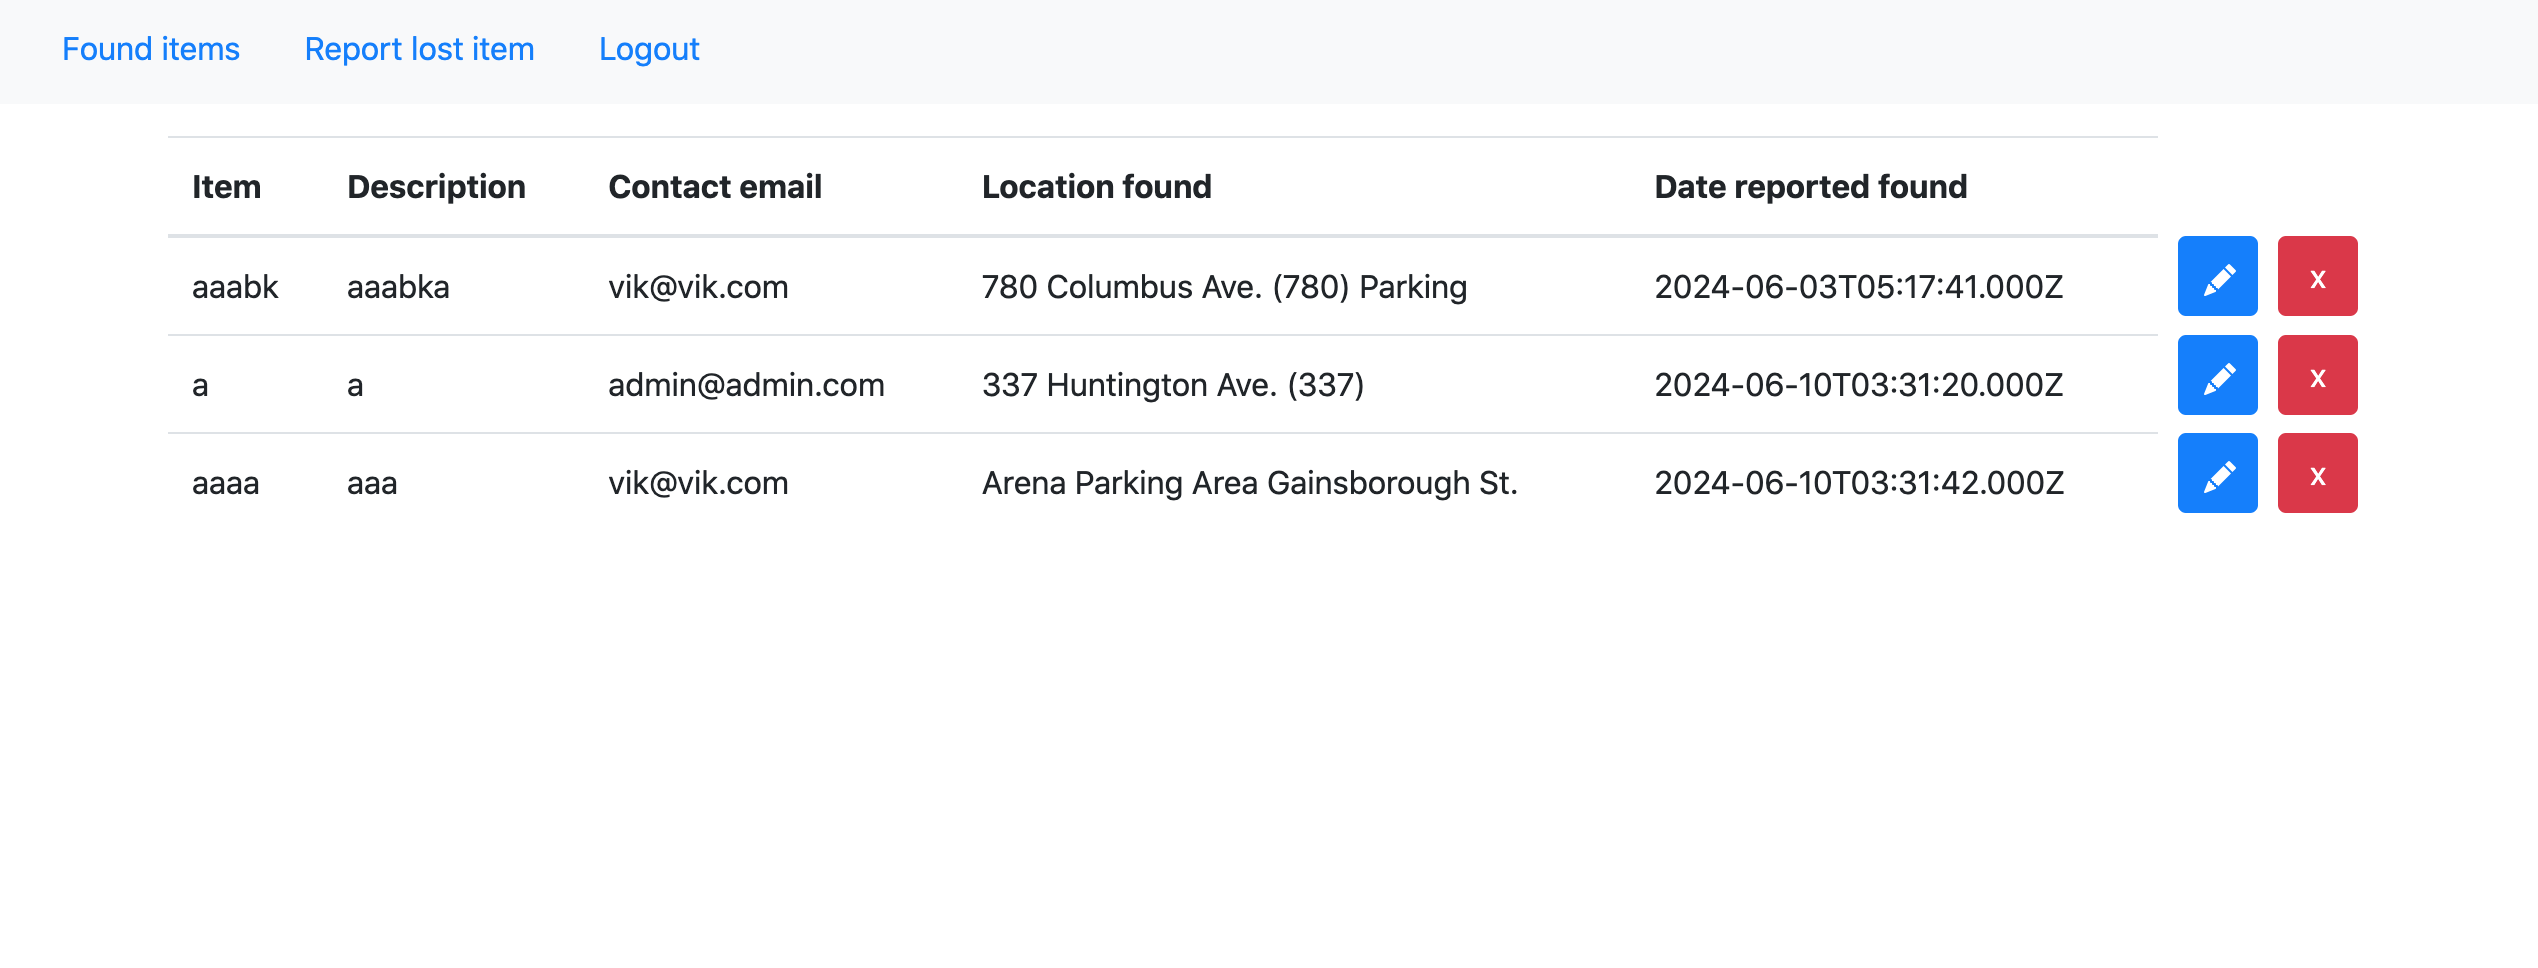 Found items Report lost item Logout
Item Description Contact email Location found Date reported found
aaabk aaabka vik@vik.com 780 Columbus Ave. (780) Parking 2024-06-03T05:17:41.000Z x
a a admin@admin.com 337 Huntington Ave. (337) 2024-06-10T03:31:20.000Z x
aaaa aaa vik@vik.com Arena Parking Area Gainsborough St. 2024-06-10T03:31:42.000Z x